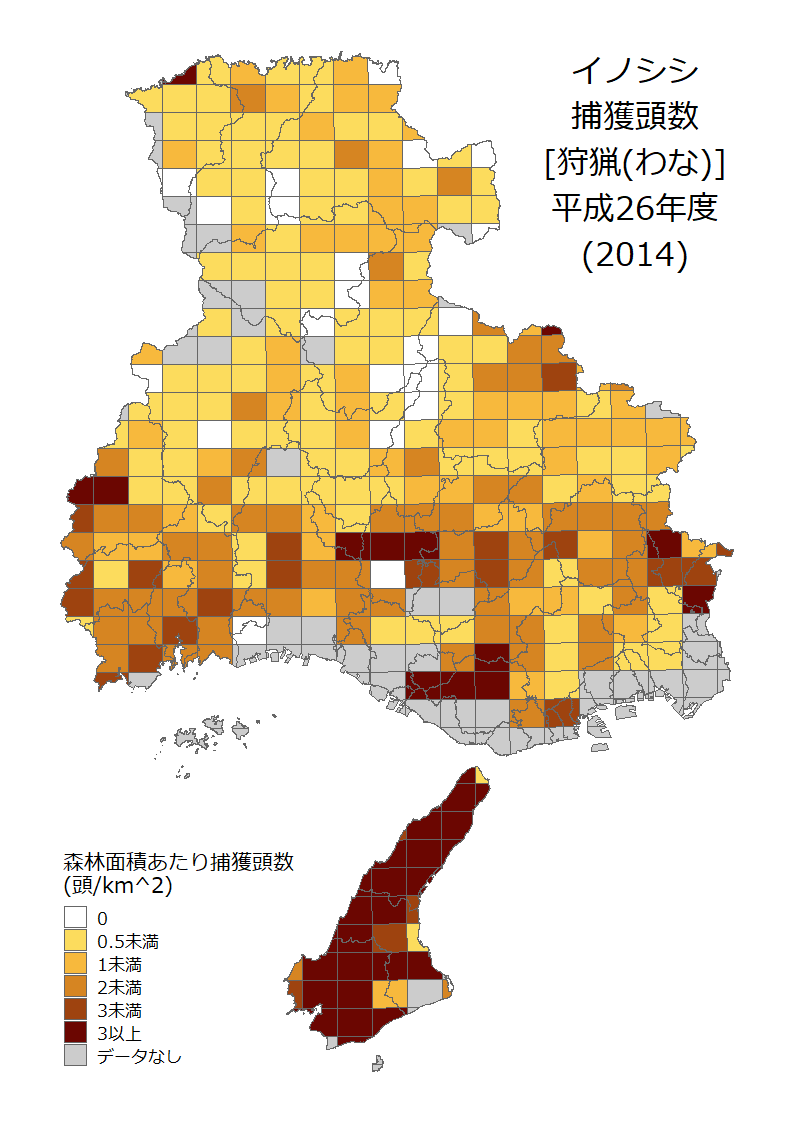 イノシシ
捕獲頭数
[狩猟(わな)]
平成26年度
(2014)
森林面積あたり捕獲頭数
(頭/km^2)
0
0.5未満
1未満
2未満
3未満
3以上
データなし